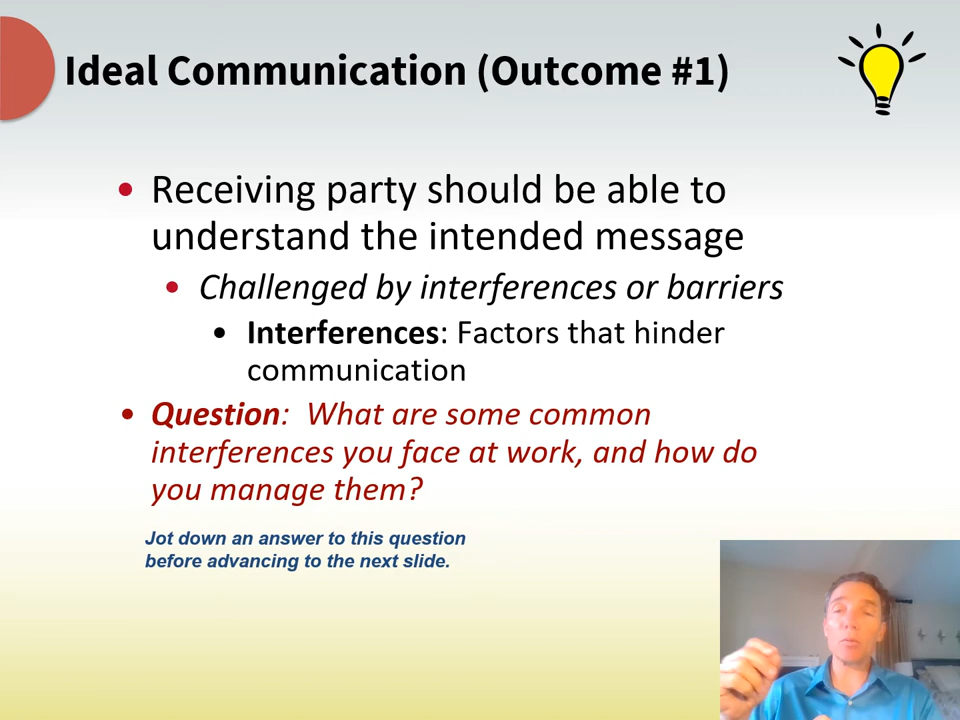 Ideal Communication (Outcome #1)
• Receiving party should be able to
understand the intended message
• Challenged by interferences or barriers
• Interferences: Factors that hinder
communication
• Question:  What are some common
interferences you face at work, and how do
you manage them?
Jot down an answer to this question
before advancing to the next slide.